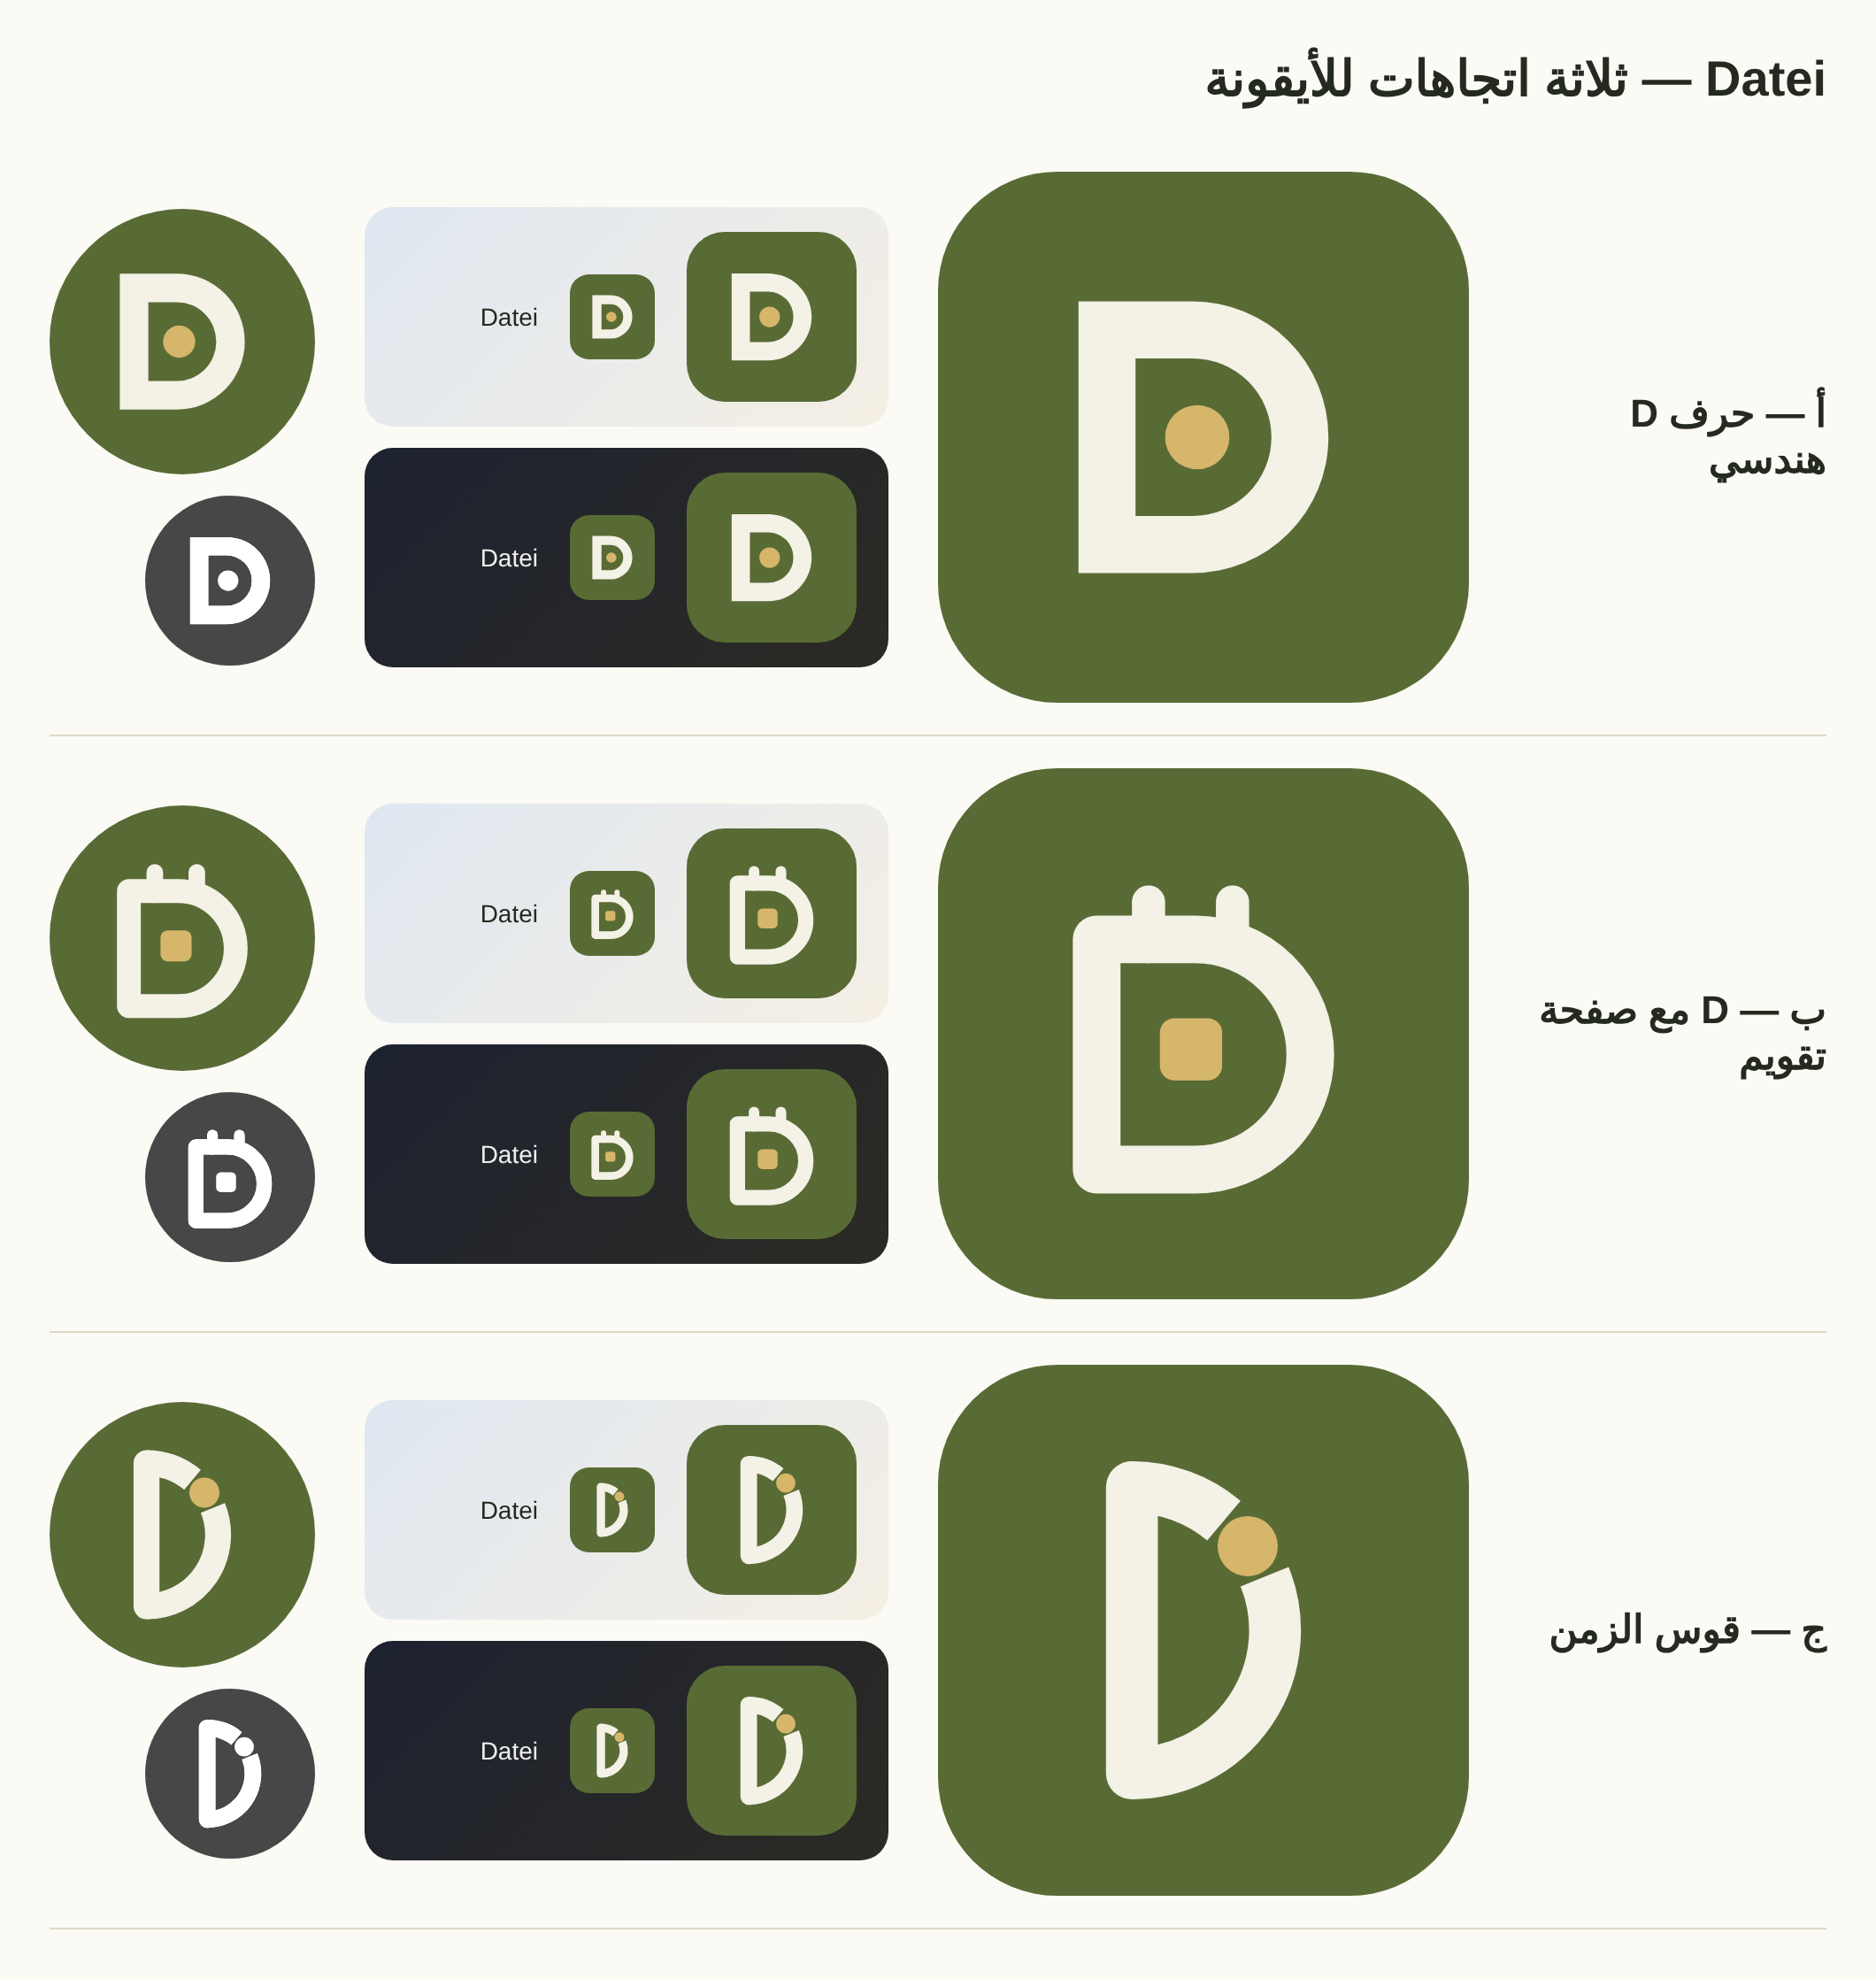 Datei — ثلاثة اتجاهات للأيقونة
أ — حرف D
هندسي
Datei
Datei
ب — D مع صفحة
تقويم
Datei
Datei
ج — قوس الزمن
Datei
Datei